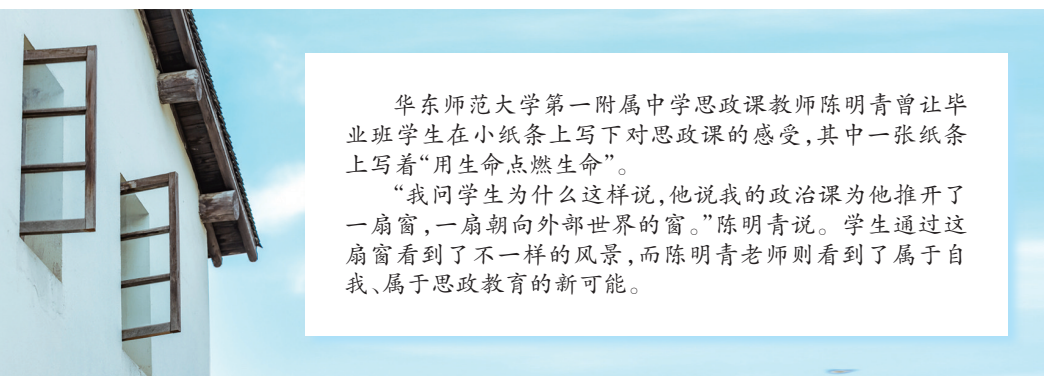 华东师范大学第一附属中学思政课教师陈明青曾让毕
业班学生在小纸条上写下对思政课的感受,其中一张纸条
上写着“用生命点燃生命”。
“我问学生为什么这样说,他说我的政治课为他推开了
一扇窗,一扇朝向外部世界的窗。”陈明青说。学生通过这
扇窗看到了不一样的风景,而陈明青老师则看到了属于自
我、属于思政教育的新可能。